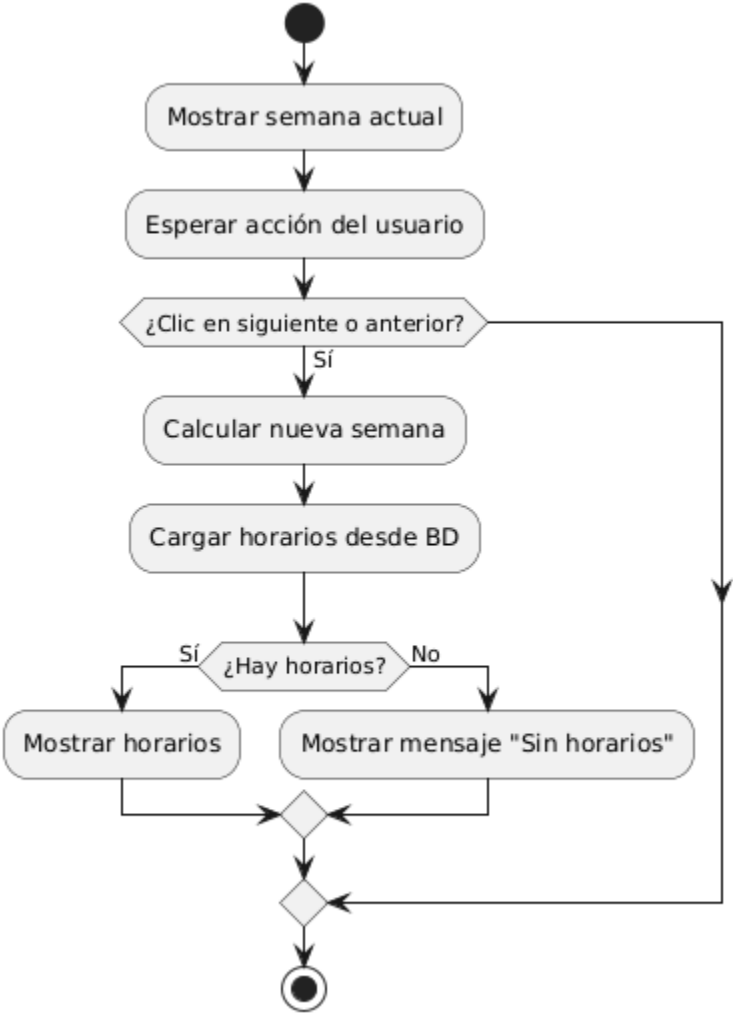 Mostrar semana actual
Esperar acción del usuario
¿Clic en siguiente o anterior?
Sí
Calcular nueva semana
Cargar horarios desde BD
Sí
¿Hay horarios?
No
Mostrar horarios
Mostrar mensaje "Sin horarios"